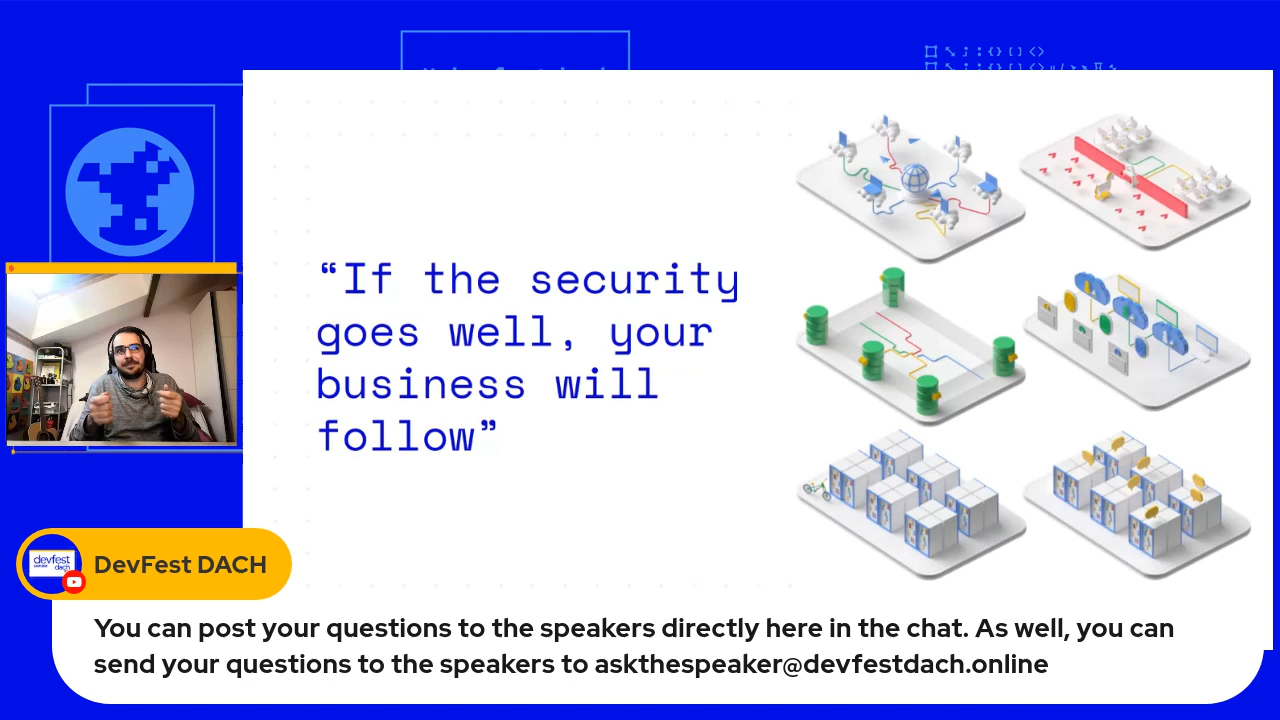 “If the security
goes well, your
business will
follow”
devfest
dach
DevFest DACH
You can post your questions to the speakers directly here in the chat. As well, you can
send your questions to the speakers to askthespeaker@devfestdach.online